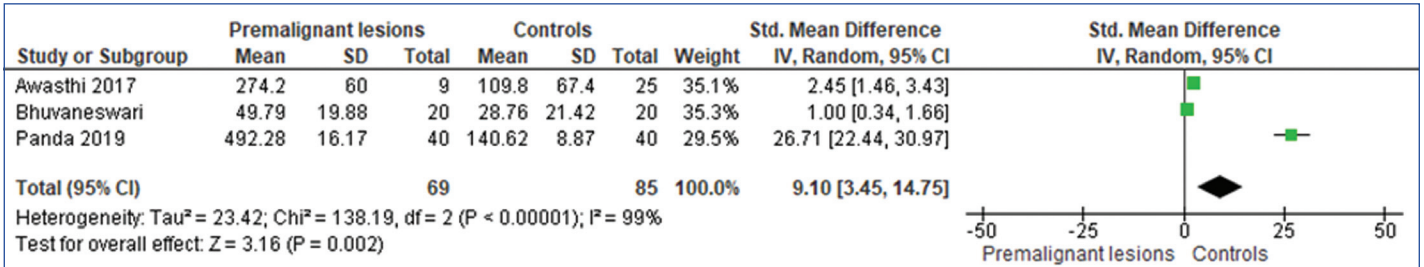 Premalignant lesions Controls Std. Mean Difference Std. Mean Difference
Study or Subgroup Mean SD Total Mean SD Total Weight IV, Random, 95% CI IV, Random, 95% CI
Awasthi 2017 274.2 60 9 109.8 67.4 25 35.1% 2.45 [1.46, 3.43]
Bhuvaneswari 49.79 19.88 20 28.76 21.42 20 35.3% 1.00 [0.34, 1.66]
Panda 2019 492.28 16.17 40 140.62 8.87 40 29.5% 26.71 [22.44, 30.97]
Total (95% CI) 69 85 100.0% 9.10 [3.45, 14.75]
Heterogeneity: Tau² = 23.42; Chi² = 138.19, df = 2 (P < 0.00001); I² = 99%
Test for overall effect: Z = 3.16 (P = 0.002)
-50 -25 0 25 50
Premalignant lesions Controls